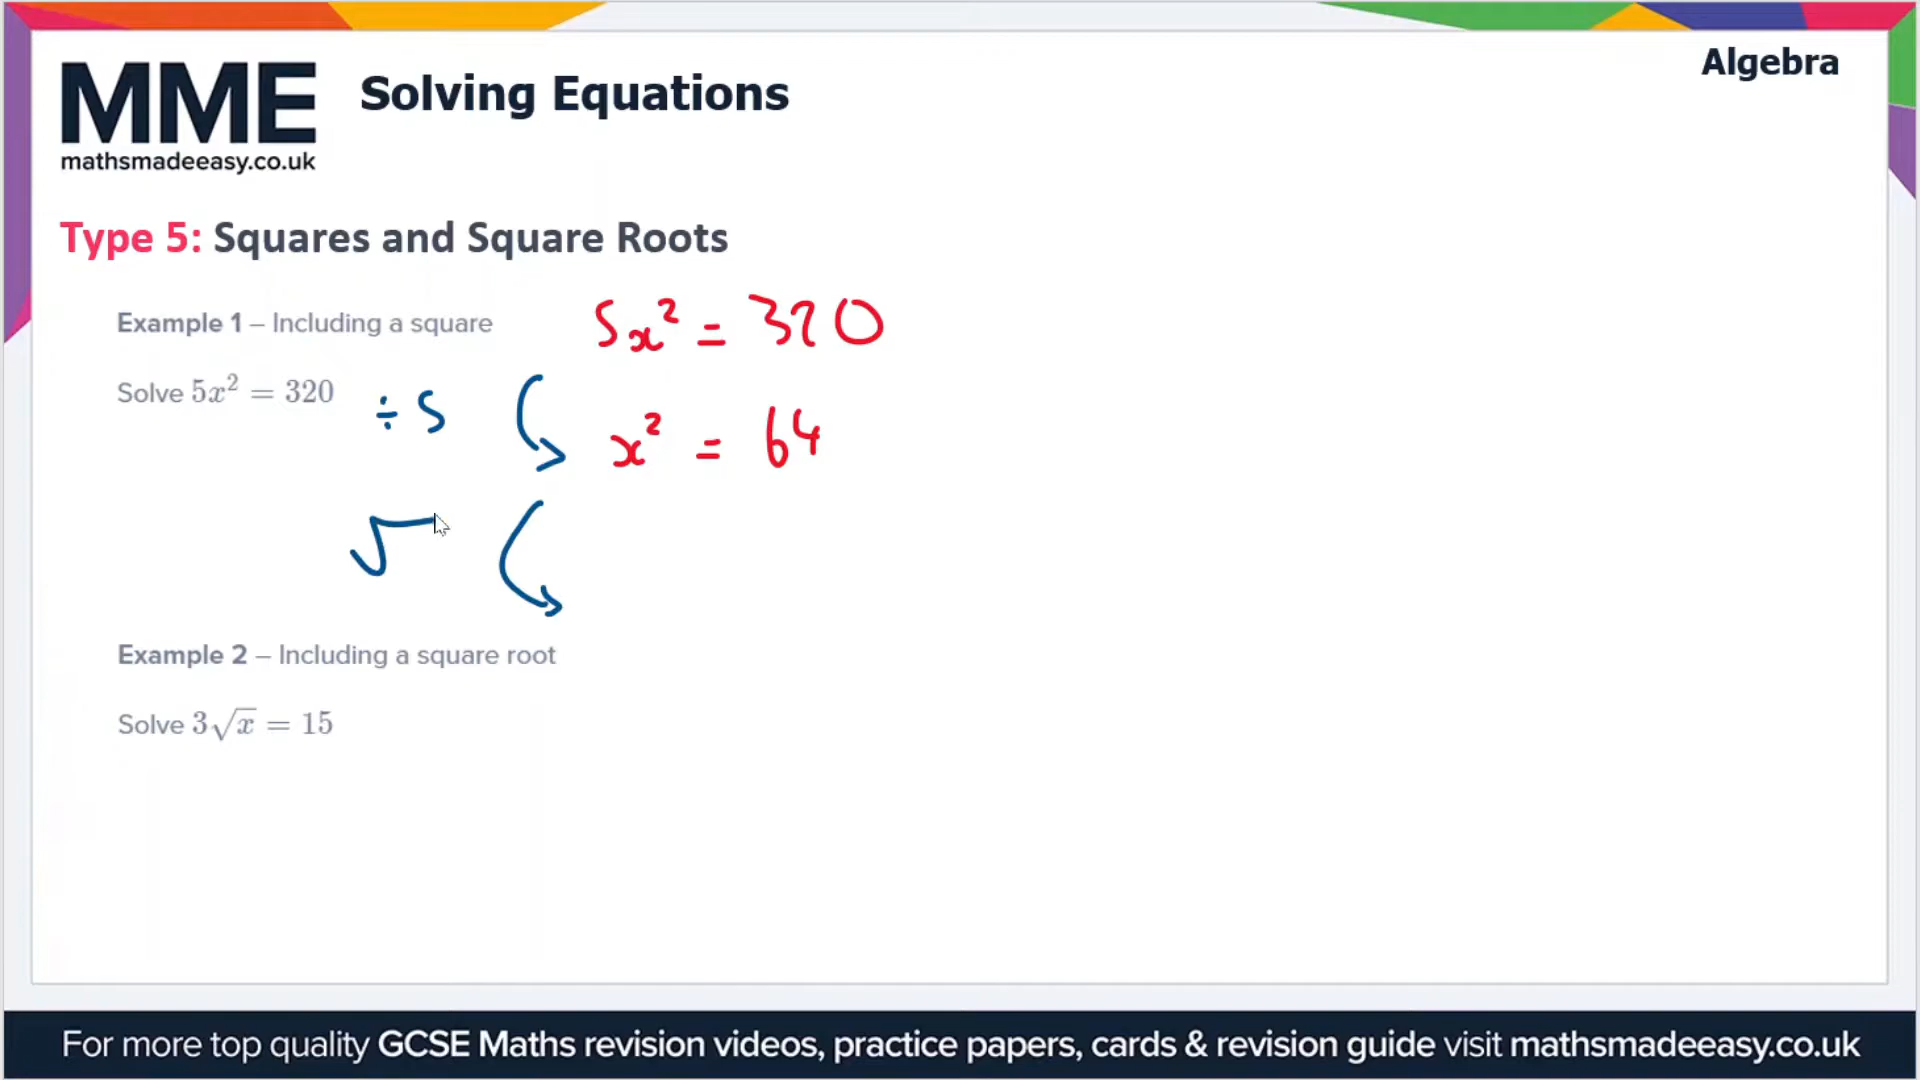 Algebra
MME
mathsmadeeasy.co.uk
Solving Equations
Type 5: Squares and Square Roots
Example 1 – Including a square
5x² = 320
Solve 5x² = 320
÷ 5
x² = 64
√
Example 2 – Including a square root
Solve 3√x = 15
For more top quality GCSE Maths revision videos, practice papers, cards & revision guide visit mathsmadeeasy.co.uk